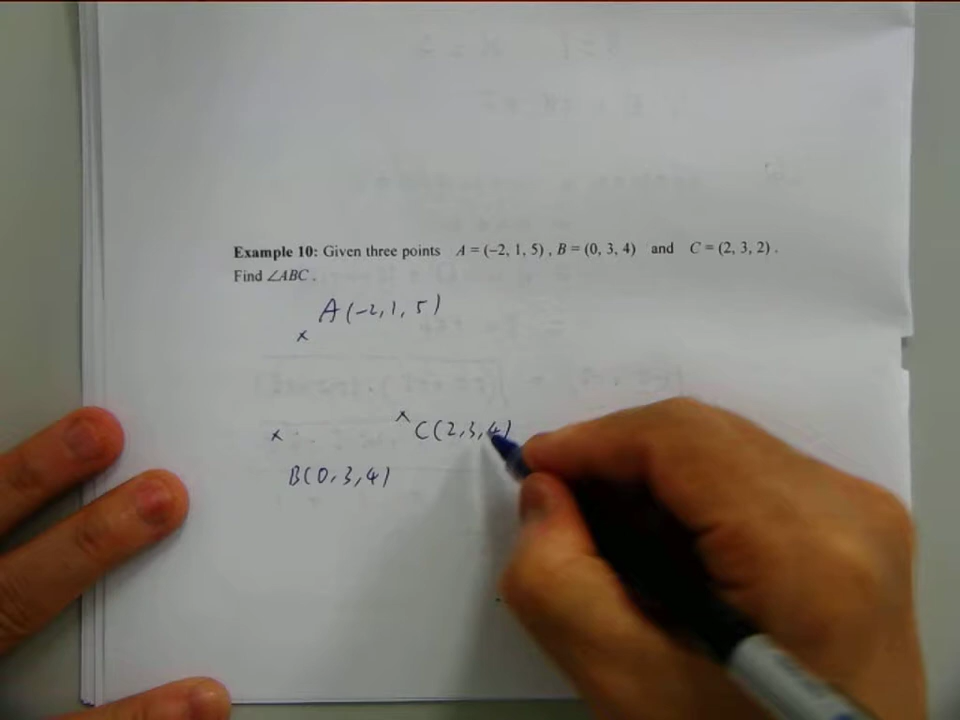 Example 10: Given three points A = (−2, 1, 5), B = (0, 3, 4) and C = (2, 3, 2).
Find ∠ABC.
A(-2, 1, 5)
C(2, 3, 4)
B(0, 3, 4)